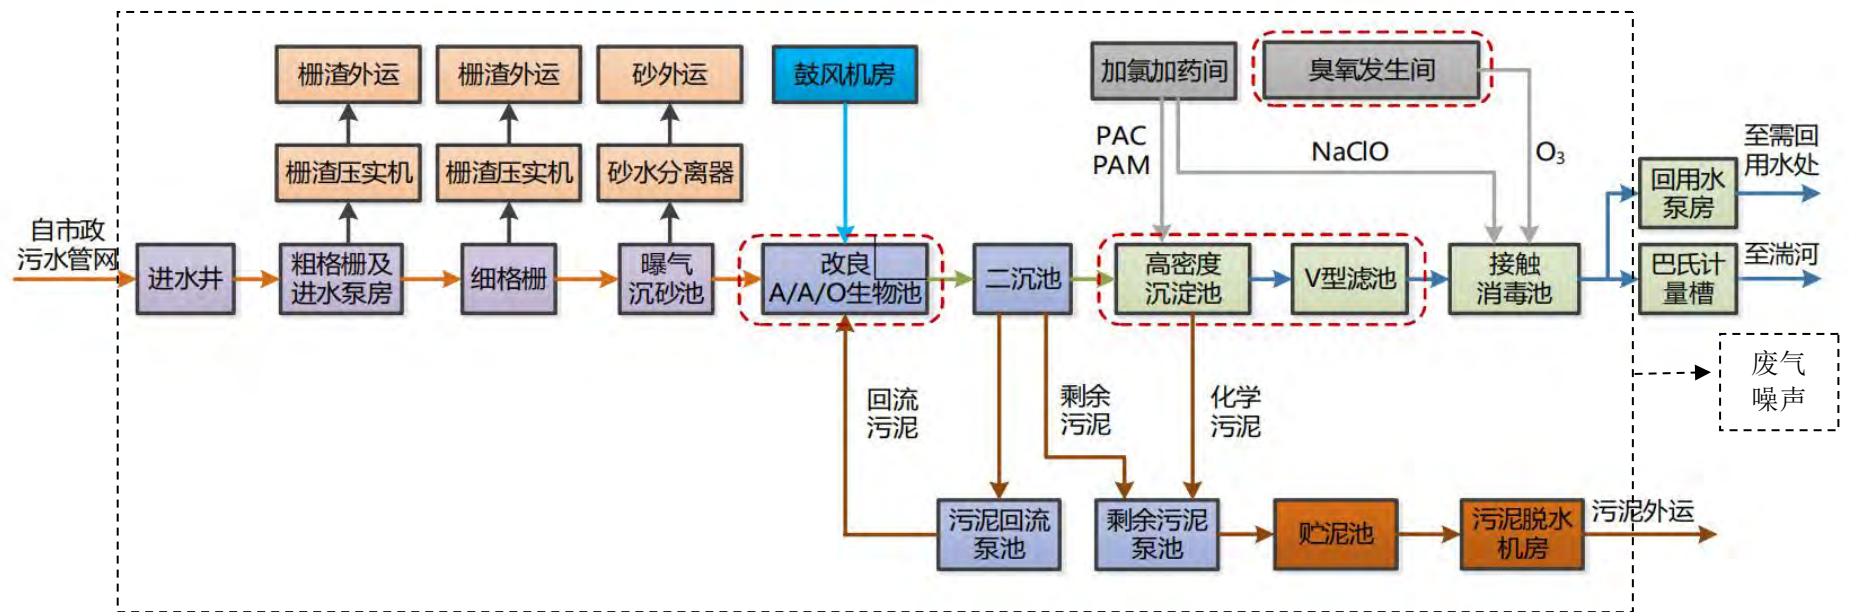 栅渣外运
栅渣外运
砂外运
鼓风机房
加氯加药间
臭氧发生间
栅渣压实机
栅渣压实机
砂水分离器
PAC
PAM
NaClO
O₃
至需回
用水处
回用水
泵房
自市政
污水管网
进水井
粗格栅及
进水泵房
细格栅
曝气
沉砂池
改良
A/A/O生物池
二沉池
高密度
沉淀池
V型滤池
接触
消毒池
巴氏计
量槽
至湍河
废气
噪声
回流
污泥
剩余
污泥
化学
污泥
污泥回流
泵池
剩余污泥
泵池
贮泥池
污泥脱水
机房
污泥外运